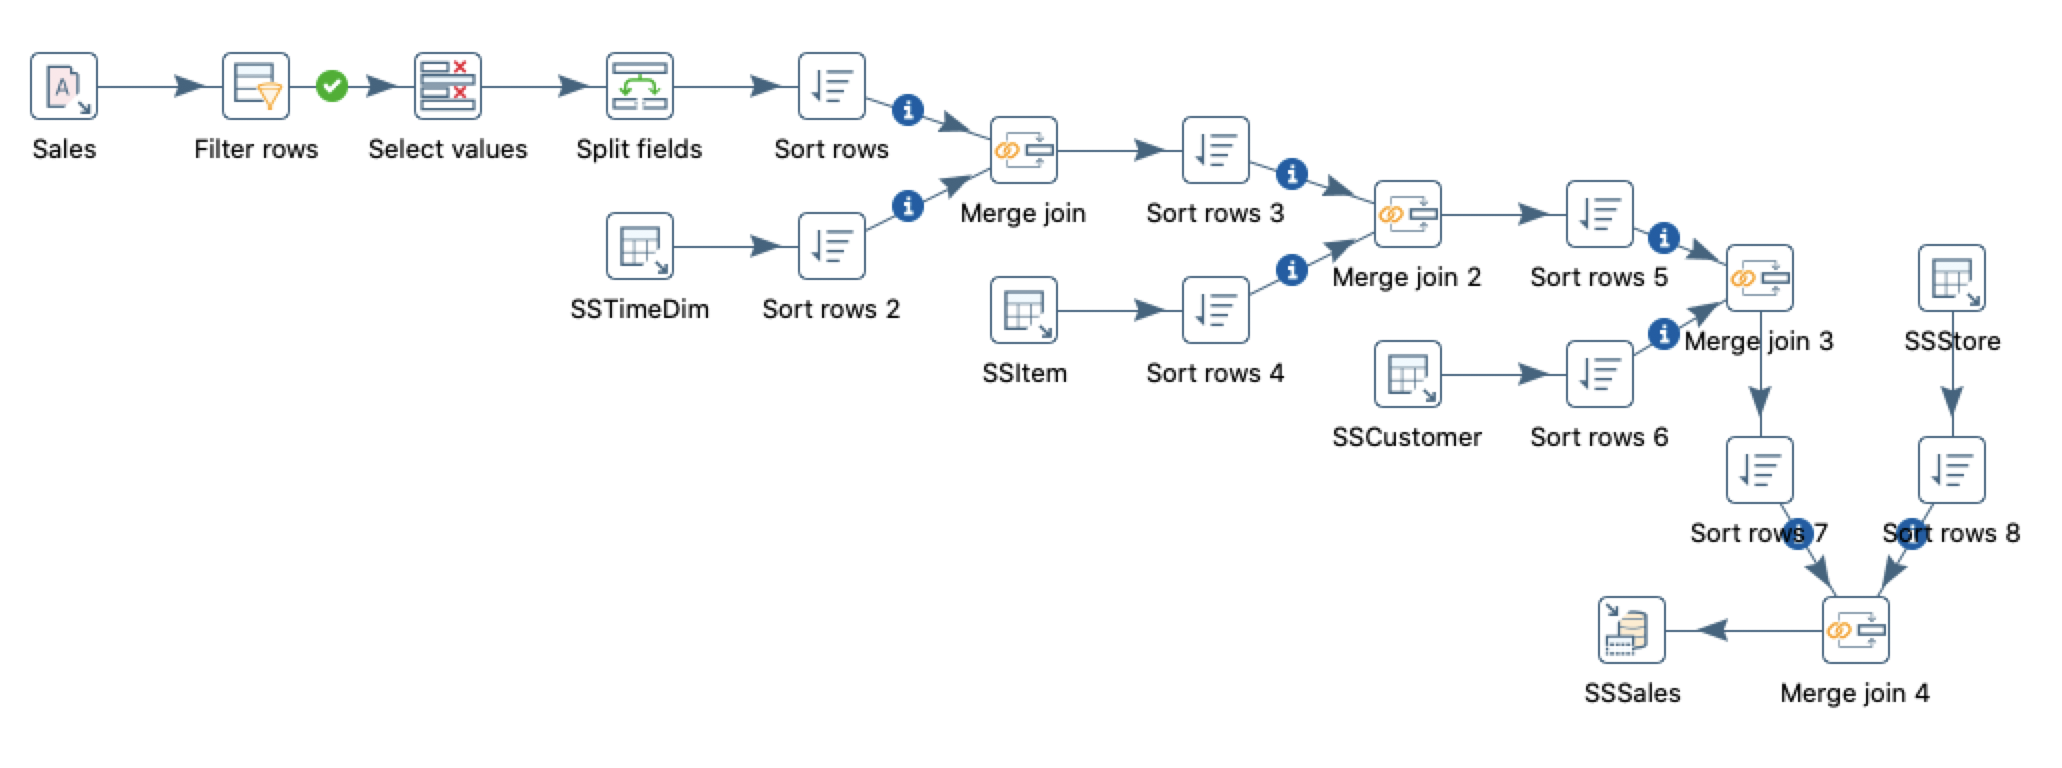 Sales
Filter rows
Select values
Split fields
Sort rows
Merge join
Sort rows 3
SSTimeDim
Sort rows 2
Merge join 2
Sort rows 5
SSItem
Sort rows 4
Merge join 3
SSStore
SSCustomer
Sort rows 6
Sort rows 7
Sort rows 8
SSSales
Merge join 4